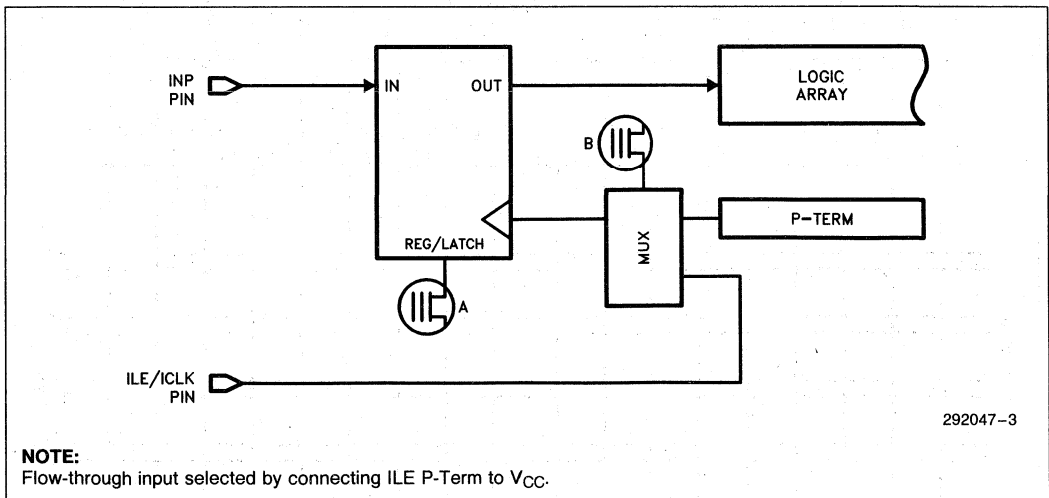 INP
PIN
IN
OUT
LOGIC
ARRAY
B
P-TERM
MUX
REG/LATCH
A
ILE/ICLK
PIN
292047-3
NOTE:
Flow-through input selected by connecting ILE P-Term to VCC.